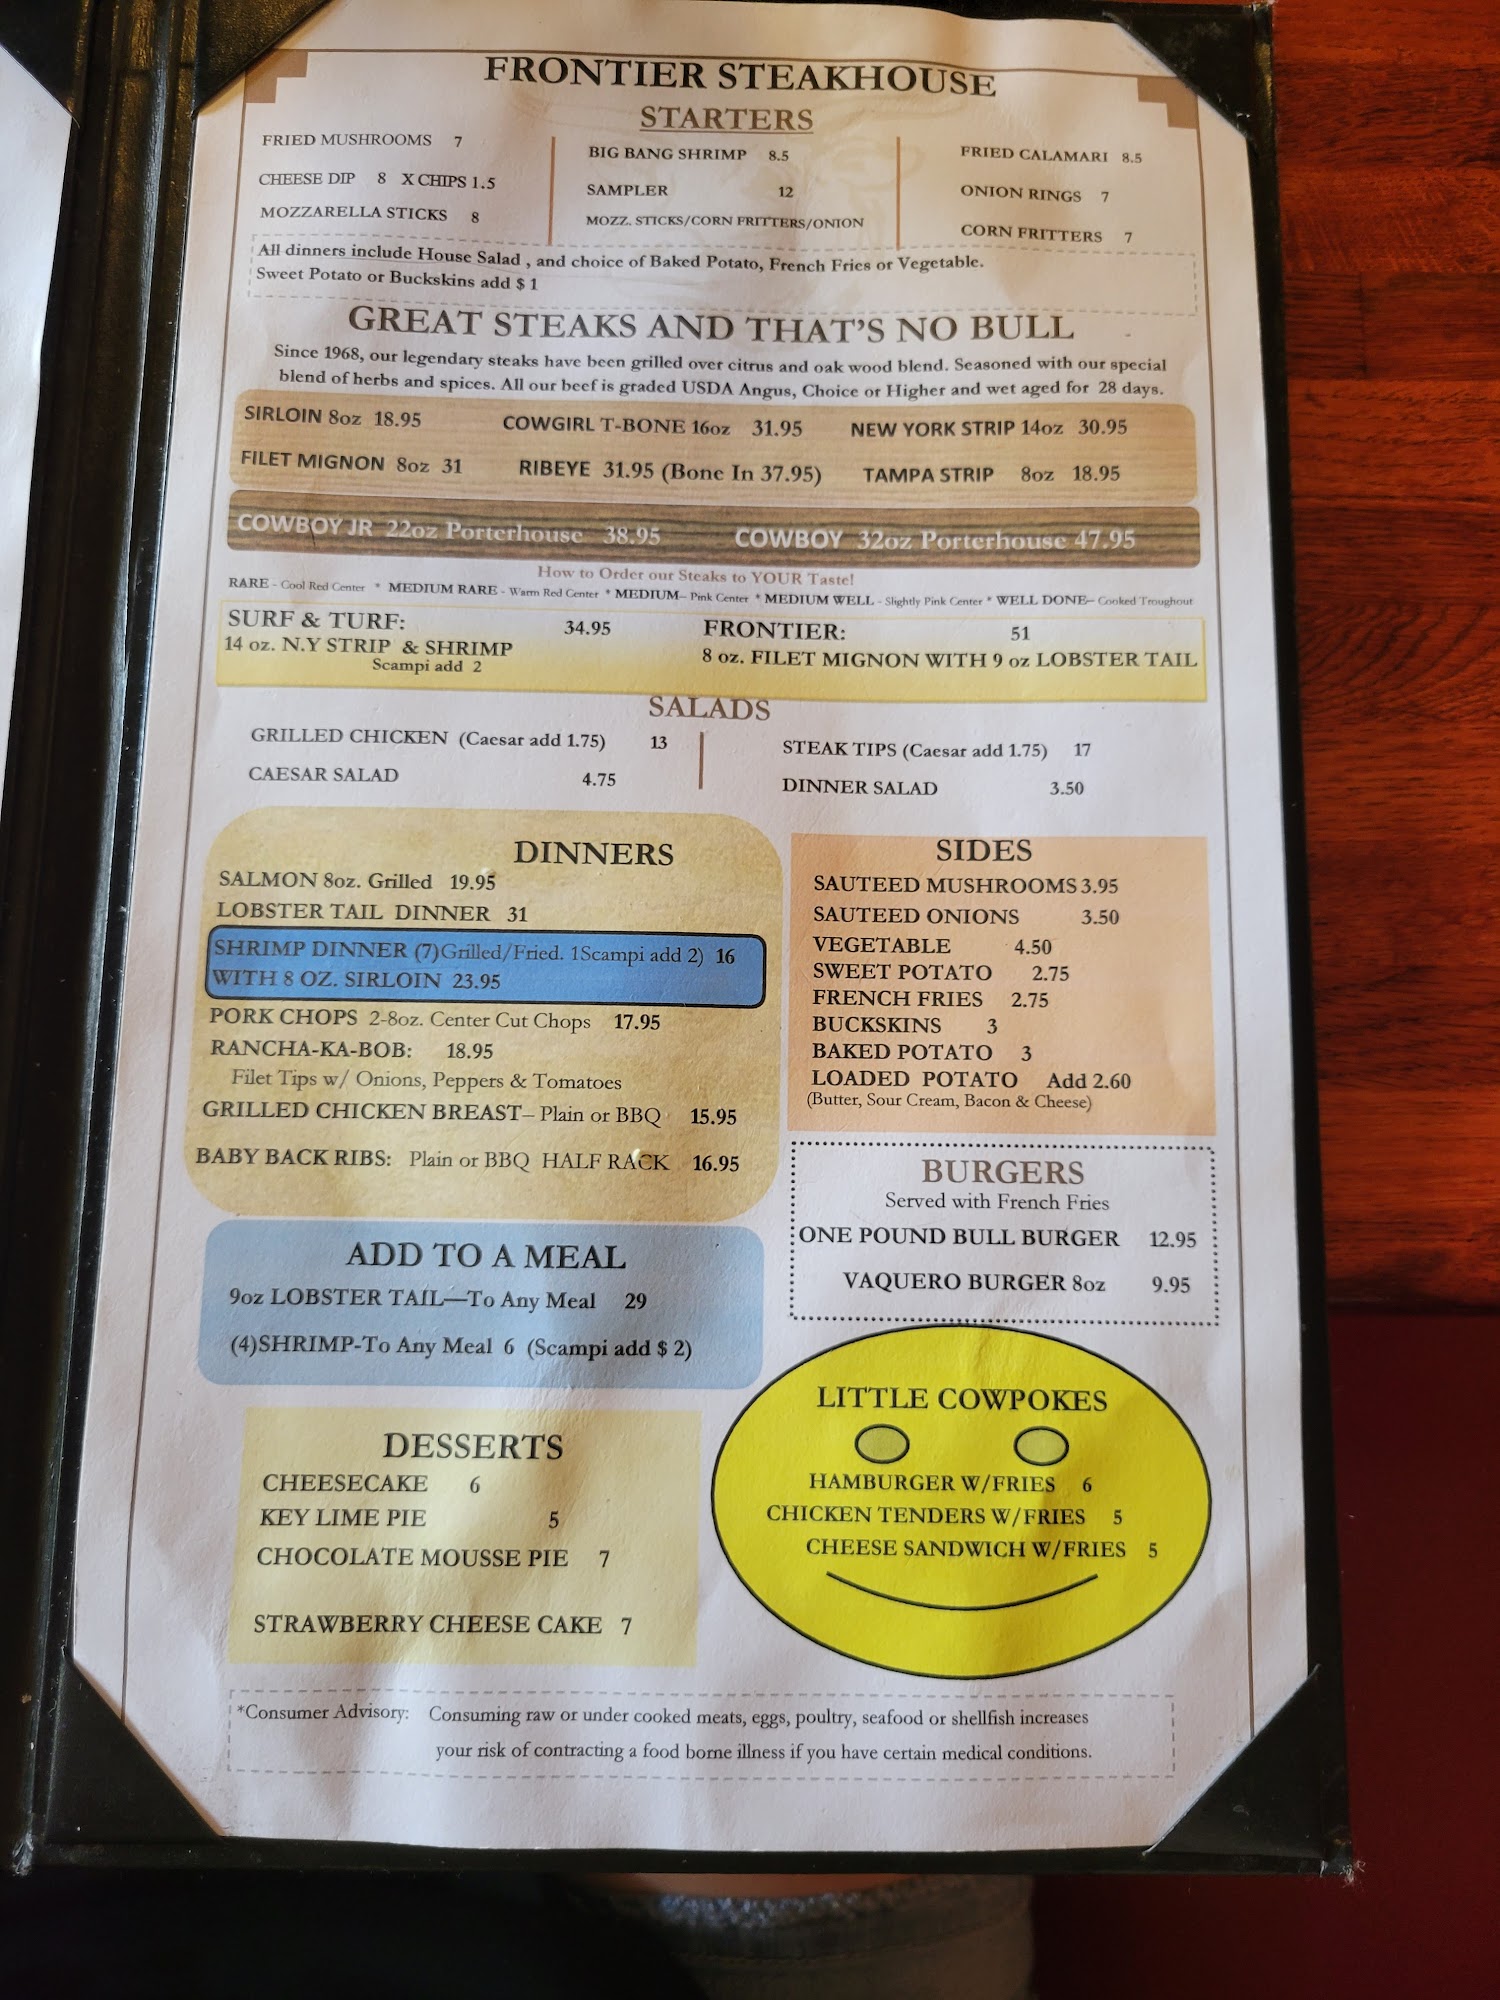 FRONTIER STEAKHOUSE
STARTERS
FRIED MUSHROOMS 7
CHEESE DIP 8 X CHIPS 1.5
MOZZARELLA STICKS 8
BIG BANG SHRIMP 8.5
SAMPLER 12
MOZZ. STICKS/CORN FRITTERS/ONION
FRIED CALAMARI 8.5
ONION RINGS 7
CORN FRITTERS 7
All dinners include House Salad , and choice of Baked Potato, French Fries or Vegetable.
Sweet Potato or Buckskins add $ 1
GREAT STEAKS AND THAT'S NO BULL
Since 1968, our legendary steaks have been grilled over citrus and oak wood blend. Seasoned with our special
blend of herbs and spices. All our beef is graded USDA Angus, Choice or Higher and wet aged for 28 days.
SIRLOIN 8oz 18.95 COWGIRL T-BONE 16oz 31.95 NEW YORK STRIP 14oz 30.95
FILET MIGNON 8oz 31 RIBEYE 31.95 (Bone In 37.95) TAMPA STRIP 8oz 18.95
COWBOY JR 22oz Porterhouse 38.95 COWBOY 32oz Porterhouse 47.95
How to Order our Steaks to YOUR Taste!
RARE - Cool Red Center * MEDIUM RARE - Warm Red Center * MEDIUM– Pink Center * MEDIUM WELL - Slightly Pink Center * WELL DONE– Cooked Troughout
SURF & TURF: 34.95
14 oz. N.Y STRIP & SHRIMP
Scampi add 2
FRONTIER: 51
8 oz. FILET MIGNON WITH 9 oz LOBSTER TAIL
SALADS
GRILLED CHICKEN (Caesar add 1.75) 13
CAESAR SALAD 4.75
STEAK TIPS (Caesar add 1.75) 17
DINNER SALAD 3.50
DINNERS
SALMON 8oz. Grilled 19.95
LOBSTER TAIL DINNER 31
SHRIMP DINNER (7)Grilled/Fried. 1Scampi add 2) 16
WITH 8 OZ. SIRLOIN 23.95
PORK CHOPS 2-8oz. Center Cut Chops 17.95
RANCHA-KA-BOB: 18.95
Filet Tips w/ Onions, Peppers & Tomatoes
GRILLED CHICKEN BREAST– Plain or BBQ 15.95
BABY BACK RIBS: Plain or BBQ HALF RACK 16.95
SIDES
SAUTEED MUSHROOMS 3.95
SAUTEED ONIONS 3.50
VEGETABLE 4.50
SWEET POTATO 2.75
FRENCH FRIES 2.75
BUCKSKINS 3
BAKED POTATO 3
LOADED POTATO Add 2.60
(Butter, Sour Cream, Bacon & Cheese)
BURGERS
Served with French Fries
ONE POUND BULL BURGER 12.95
VAQUERO BURGER 8oz 9.95
ADD TO A MEAL
9oz LOBSTER TAIL—To Any Meal 29
(4)SHRIMP-To Any Meal 6 (Scampi add $ 2)
DESSERTS
CHEESECAKE 6
KEY LIME PIE 5
CHOCOLATE MOUSSE PIE 7
STRAWBERRY CHEESE CAKE 7
LITTLE COWPOKES
HAMBURGER W/FRIES 6
CHICKEN TENDERS W/FRIES 5
CHEESE SANDWICH W/FRIES 5
*Consumer Advisory: Consuming raw or under cooked meats, eggs, poultry, seafood or shellfish increases
your risk of contracting a food borne illness if you have certain medical conditions.